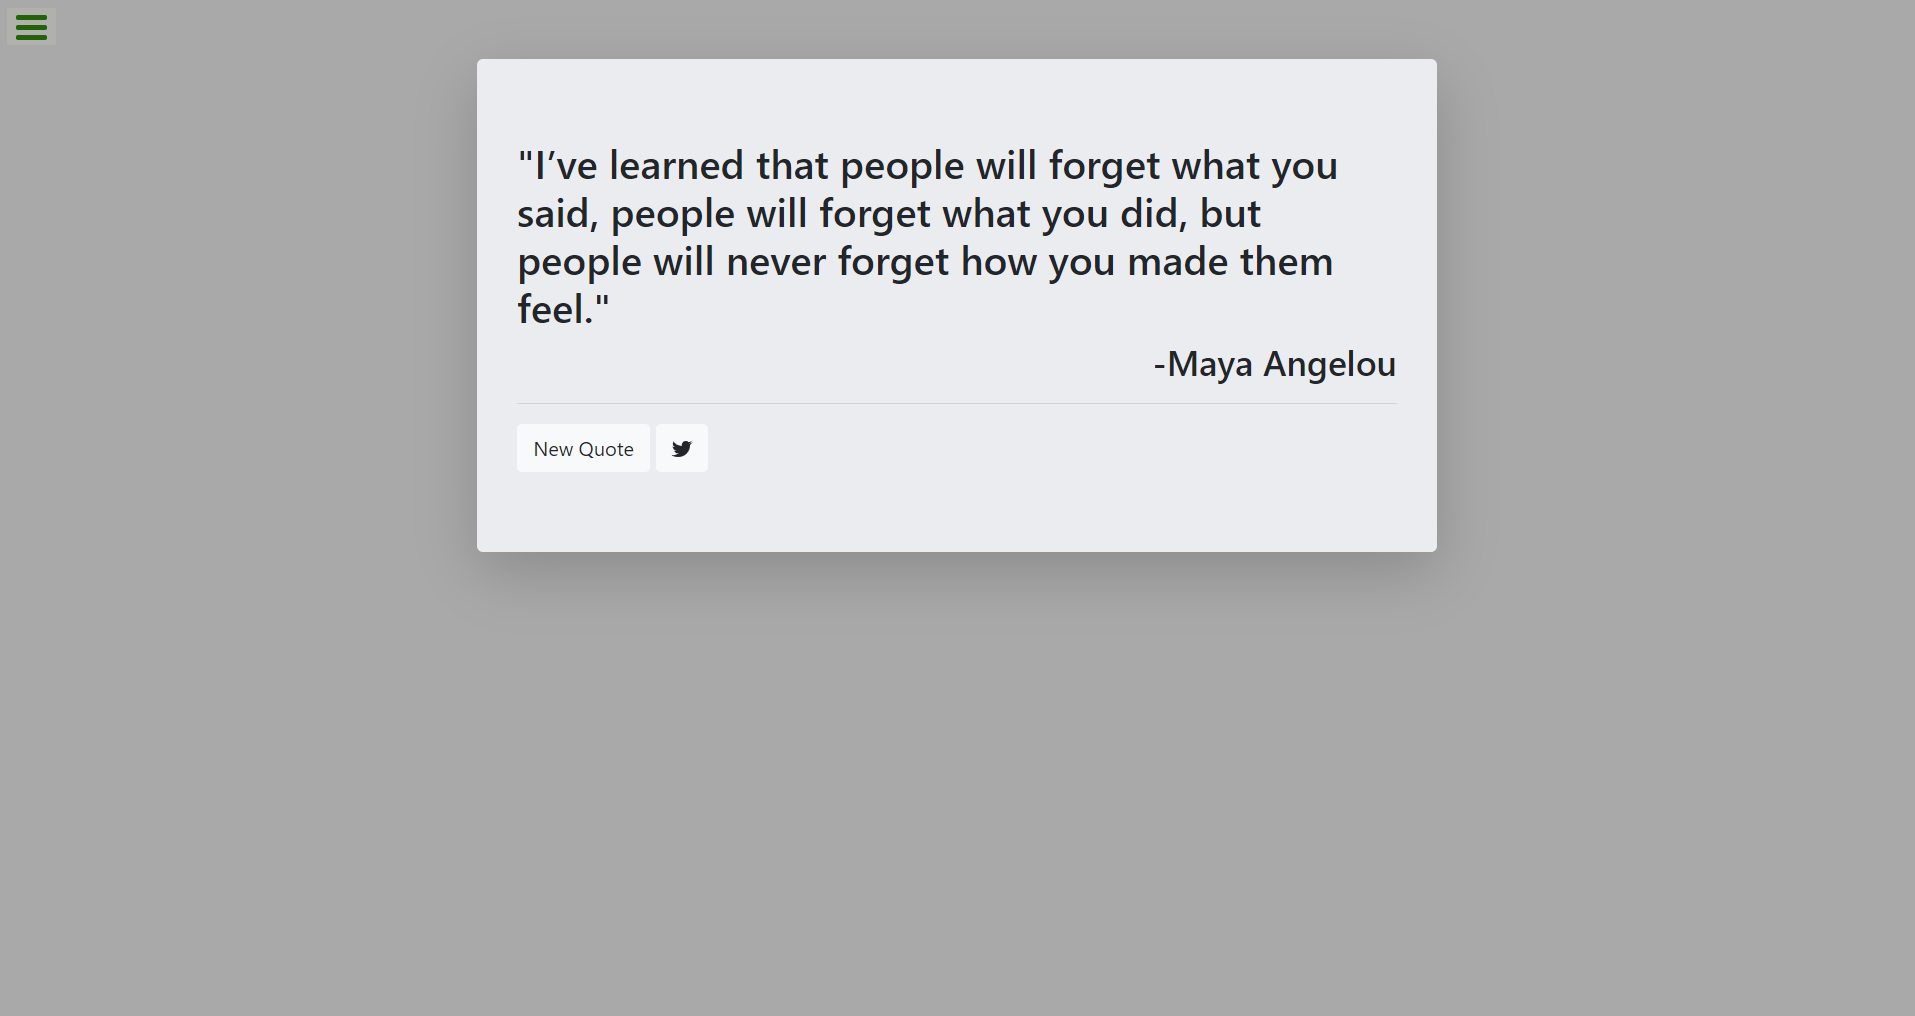 "I’ve learned that people will forget what you
said, people will forget what you did, but
people will never forget how you made them
feel."
-Maya Angelou
New Quote